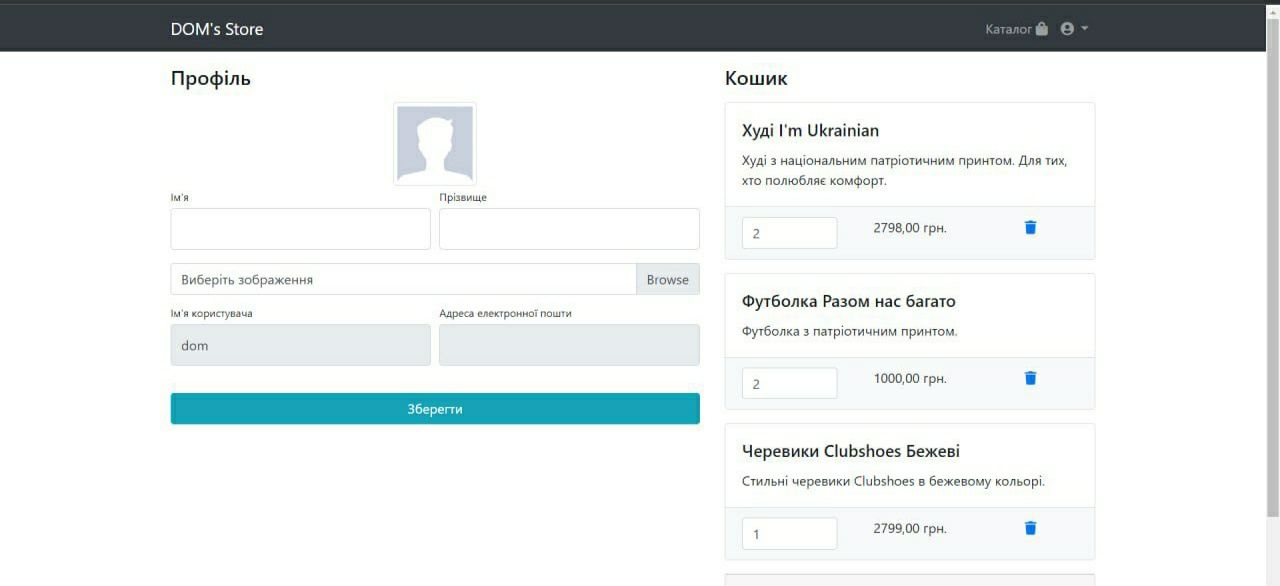 DOM's Store
Каталог
Профіль
Ім'я
Прізвище
Виберіть зображення
Browse
Ім'я користувача
Адреса електронної пошти
dom
Зберегти
Кошик
Худі I'm Ukrainian
Худі з національним патріотичним принтом. Для тих,
хто полюбляє комфорт.
2
2798,00 грн.
Футболка Разом нас багато
Футболка з патріотичним принтом.
2
1000,00 грн.
Черевики Clubshoes Бежеві
Стильні черевики Clubshoes в бежевому кольорі.
1
2799,00 грн.